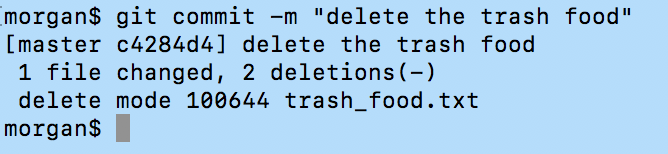 morgan$ git commit -m "delete the trash food"
[master c4284d4] delete the trash food
 1 file changed, 2 deletions(-)
 delete mode 100644 trash_food.txt
morgan$